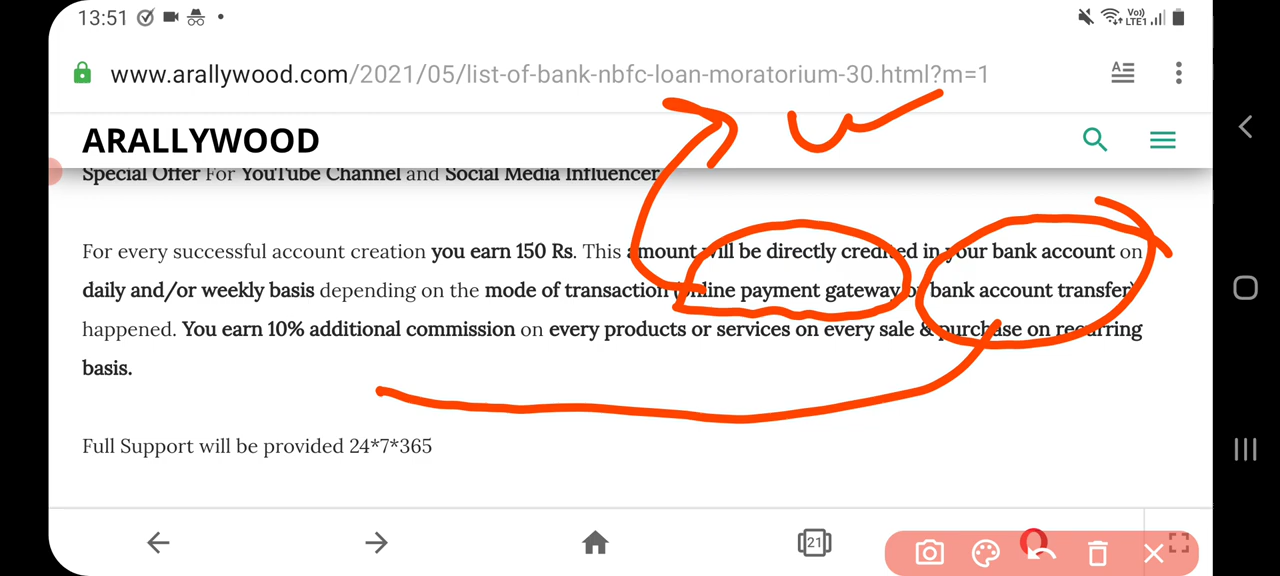 13:51
Vo))
LTE1
www.arallywood.com/2021/05/list-of-bank-nbfc-loan-moratorium-30.html?m=1
ARALLYWOOD
Special Offer For YouTube Channel and Social Media Influencer
For every successful account creation you earn 150 Rs. This amount will be directly credited in your bank account on
daily and/or weekly basis depending on the mode of transaction (online payment gateway or bank account transfer)
happened. You earn 10% additional commission on every products or services on every sale & purchase on recurring
basis.
Full Support will be provided 24*7*365
21